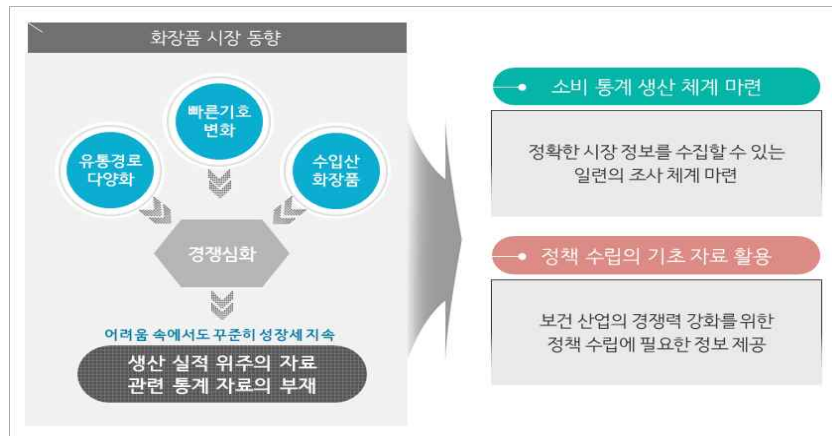 화장품 시장 동향
빠른기호
변화
유통경로
다양화
수입산
화장품
경쟁심화
어려움 속에서도 꾸준히 성장세 지속
생산 실적 위주의 자료
관련 통계 자료의 부재
소비 통계 생산 체계 마련
정확한 시장 정보를 수집할 수 있는
일련의 조사 체계 마련
정책 수립의 기초 자료 활용
보건 산업의 경쟁력 강화를 위한
정책 수립에 필요한 정보 제공